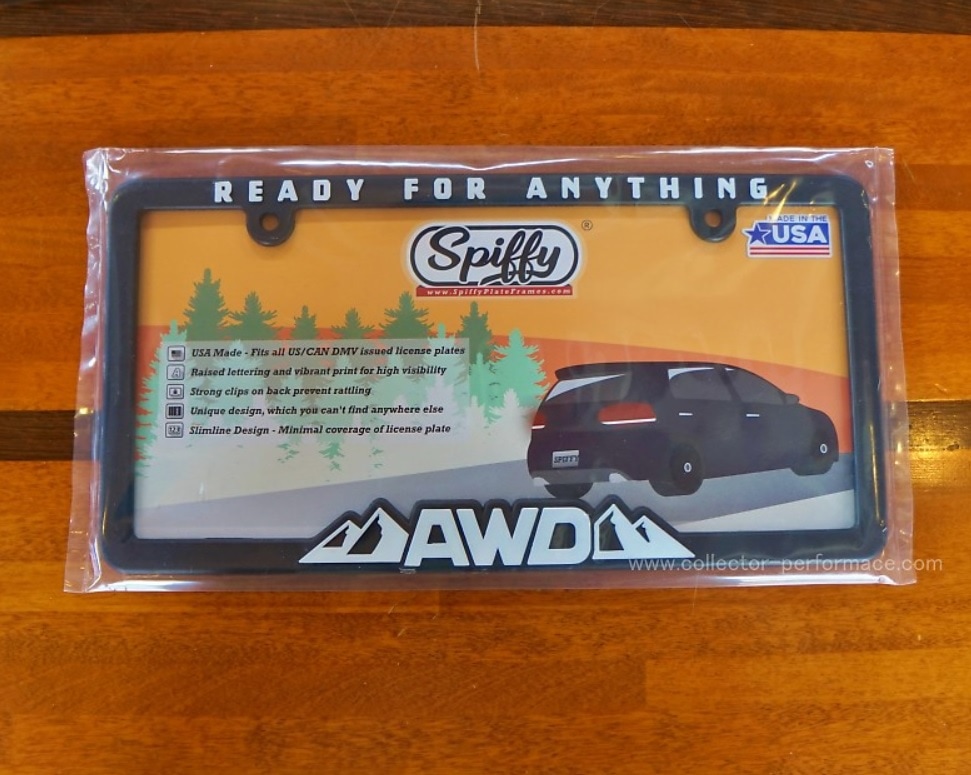 READY FOR ANYTHING
Spiffy®
www.SpiffyPlateFrames.com
MADE IN THE
USA
USA Made - Fits all US/CAN DMV issued license plates
Raised lettering and vibrant print for high visibility
Strong clips on back prevent rattling
Unique design, which you can't find anywhere else
Slimline Design - Minimal coverage of license plate
SPIFFY
AWD
www.collector-performace.com